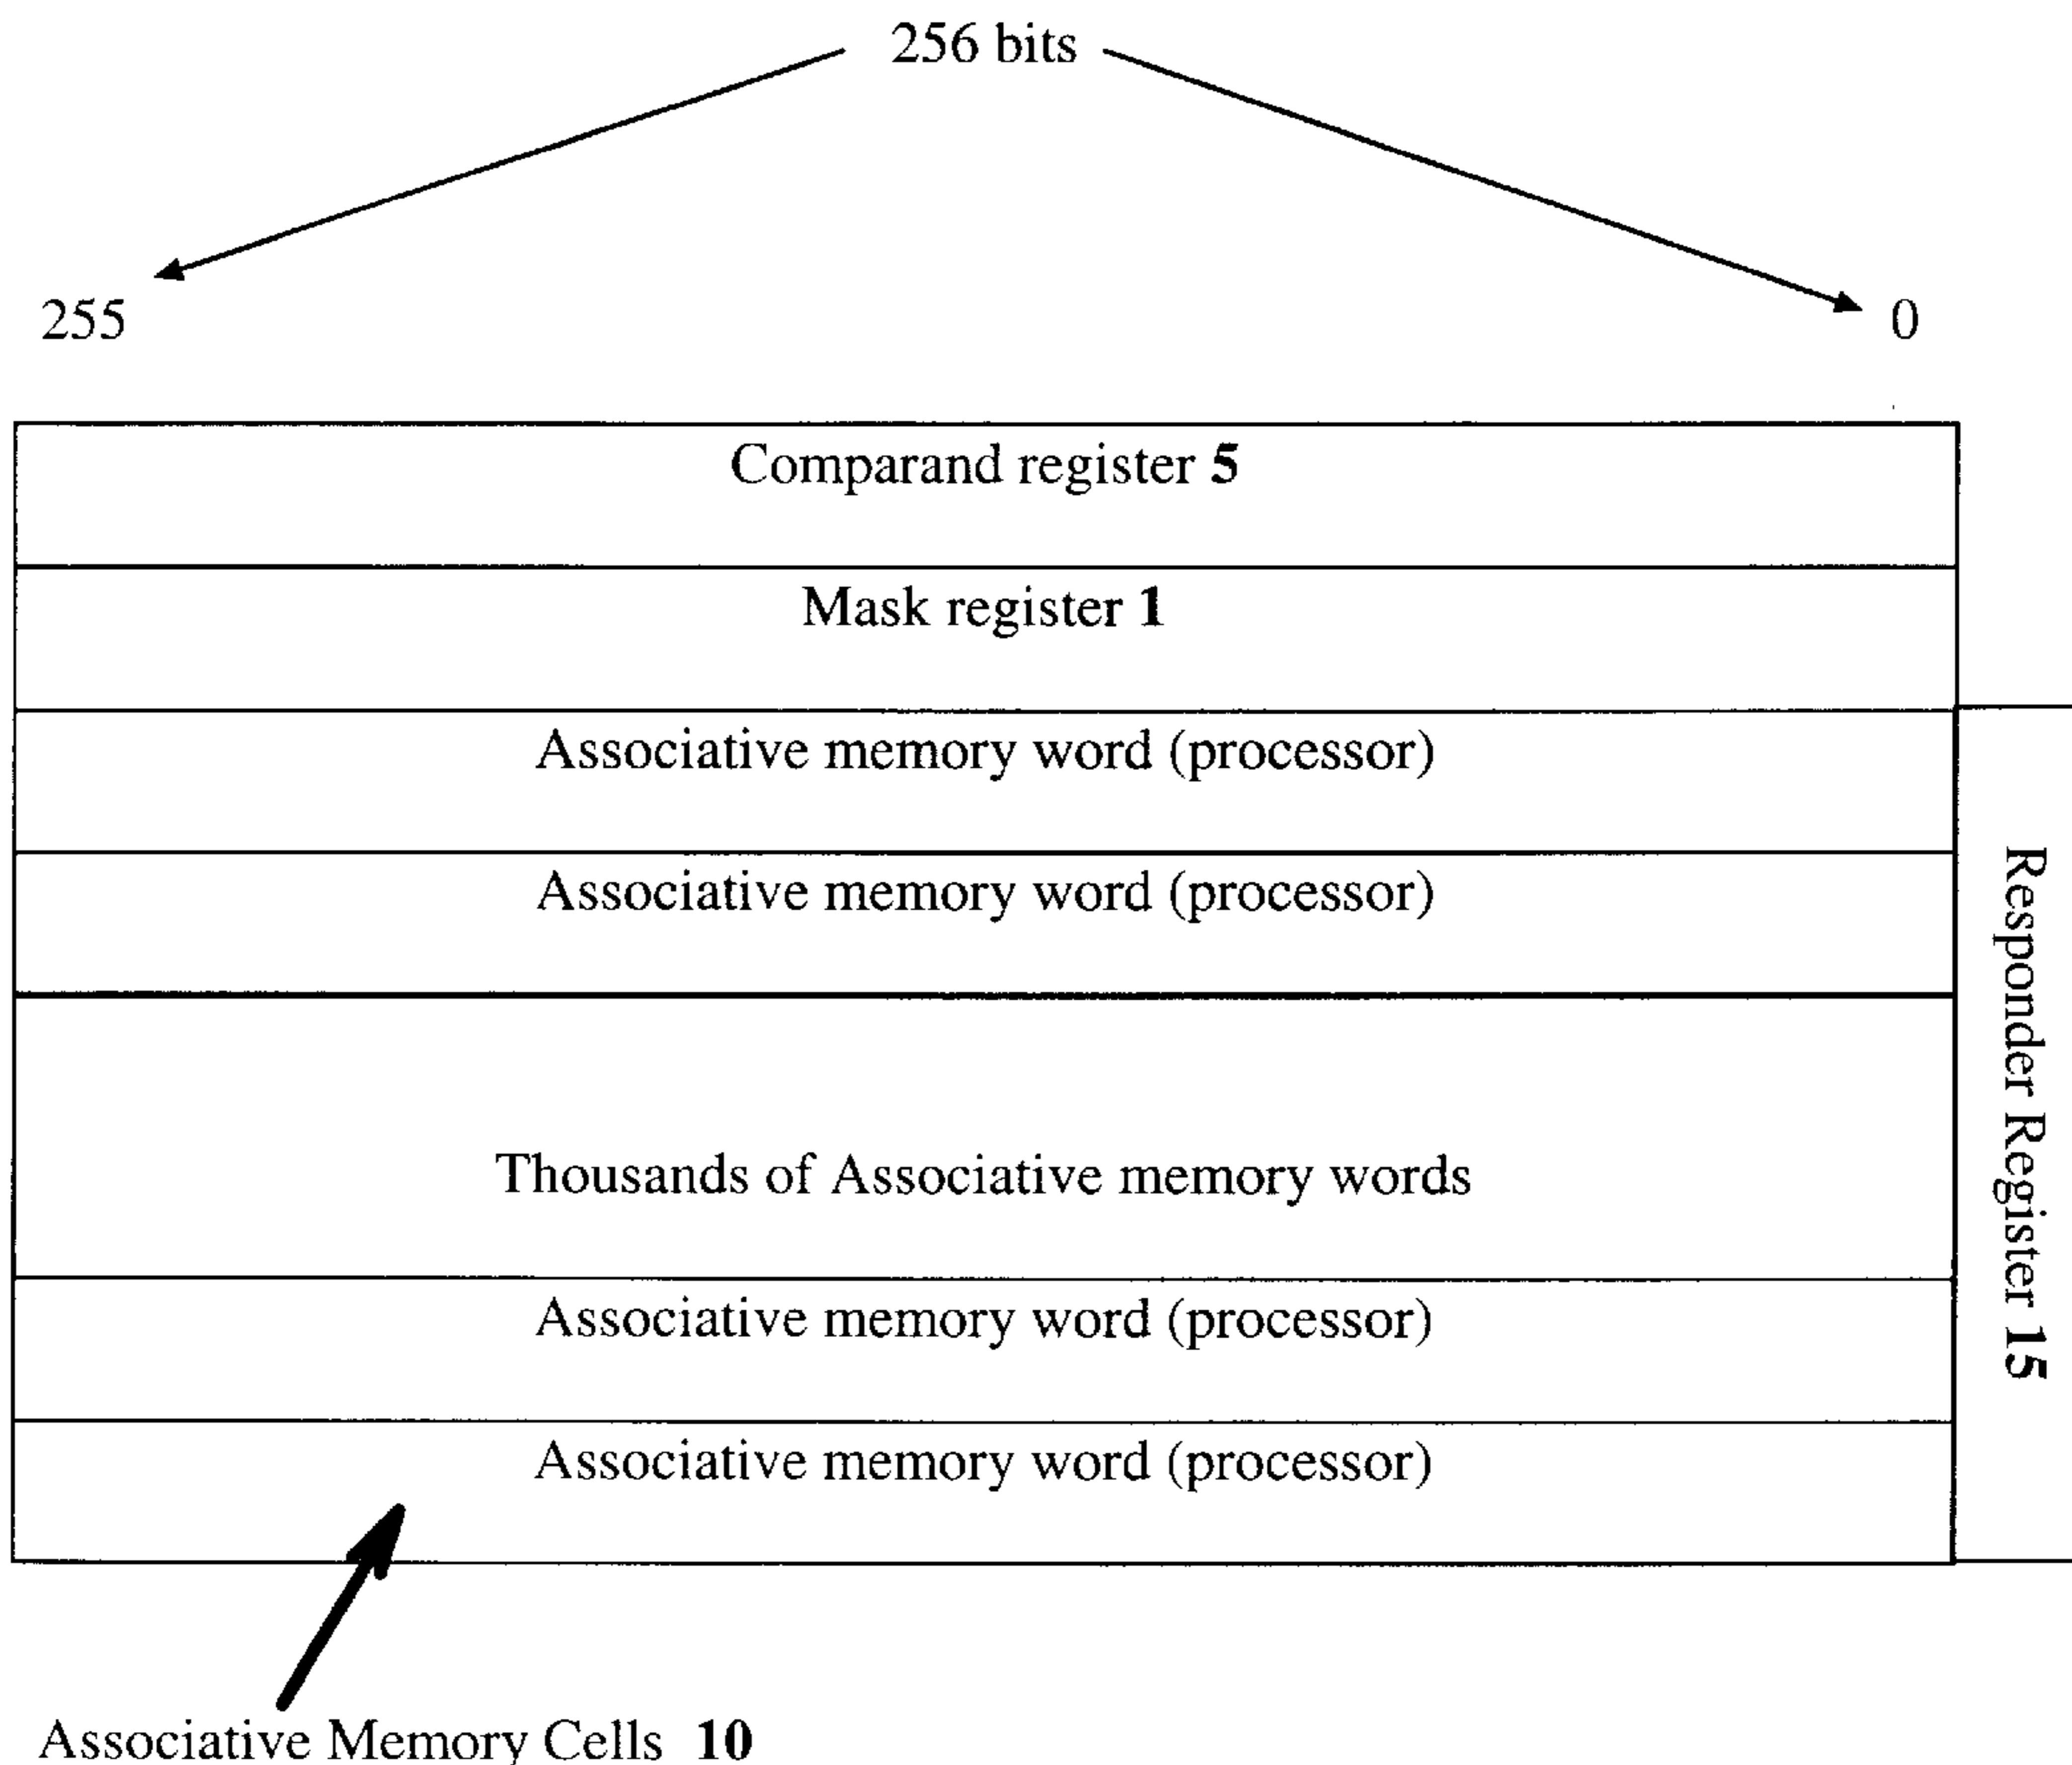 256 bits
255
0
Comparand register 5
Mask register 1
Associative memory word (processor)
Associative memory word (processor)
Thousands of Associative memory words
Associative memory word (processor)
Associative memory word (processor)
Responder Register 15
Associative Memory Cells 10